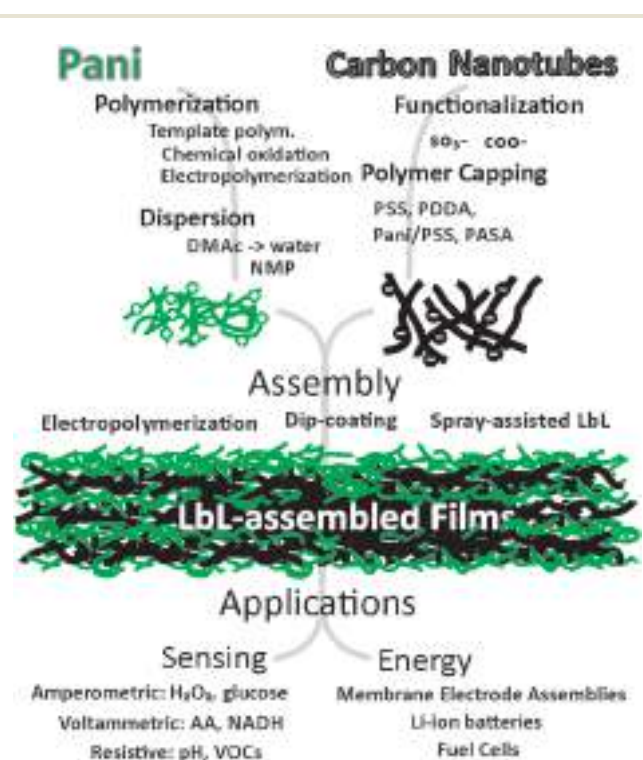 Pani
Polymerization
Template polym.
Chemical oxidation
Electropolymerization
Dispersion
DMAc -> water
NMP
Carbon Nanotubes
Functionalization
SO₃- COO-
Polymer Capping
PSS, PDDA,
Pani/PSS, PASA
Assembly
Electropolymerization Dip-coating Spray-assisted LbL
LbL-assembled Films
Applications
Sensing
Amperometric: H₂O₂, glucose
Voltammetric: AA, NADH
Resistive: pH, VOCs
Energy
Membrane Electrode Assemblies
Li-ion batteries
Fuel Cells